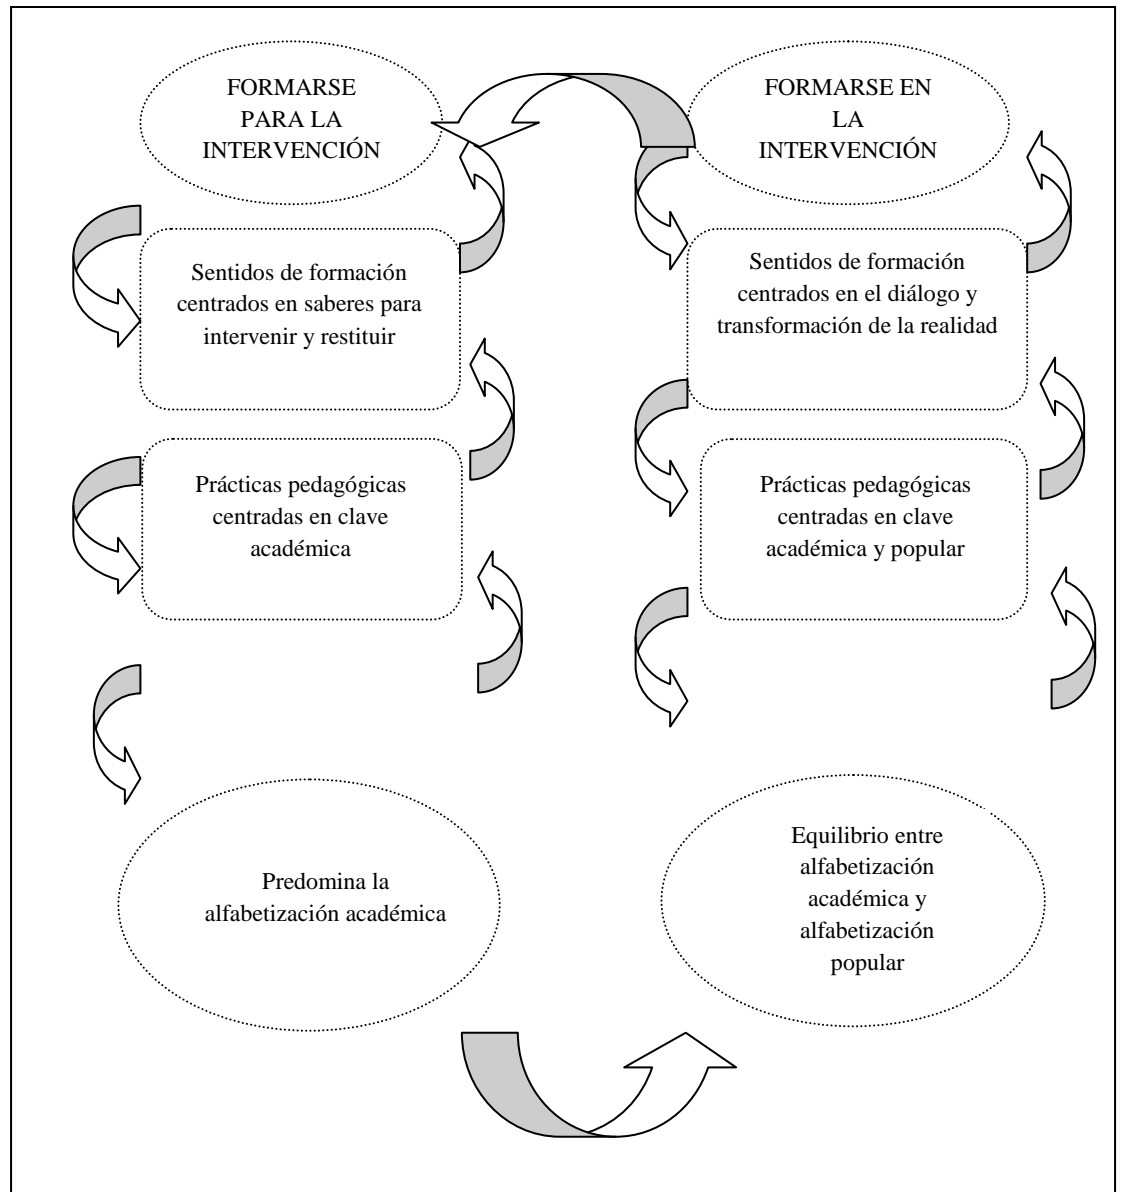 FORMARSE
PARA LA
INTERVENCIÓN
FORMARSE EN
LA
INTERVENCIÓN
Sentidos de formación
centrados en saberes para
intervenir y restituir
Sentidos de formación
centrados en el diálogo y
transformación de la realidad
Prácticas pedagógicas
centradas en clave
académica
Prácticas pedagógicas
centradas en clave
académica y popular
Predomina la
alfabetización académica
Equilibrio entre
alfabetización
académica y
alfabetización
popular